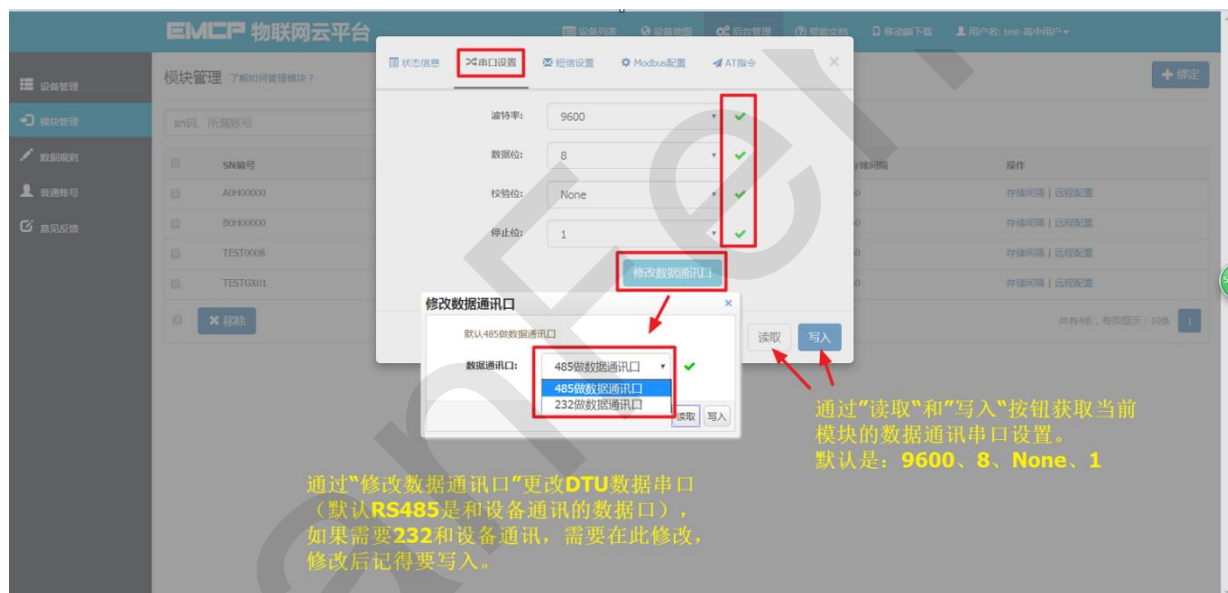 EMCP 物联网云平台
设备列表 设备地图 后台管理 帮助文档 移动端下载 用户名: test-高中用户
状态信息 串口设置 短信设置 Modbus配置 AT指令 ×
设备管理
模块管理
数据规则
普通账号
意见反馈
模块管理 了解如何管理模块?
+ 绑定
sn码、所属账号
SN编号
操作
A0H00000
存储间隔 | 远程配置
B0H00000
存储间隔 | 远程配置
TEST0008
存储间隔 | 远程配置
TESTGX01
存储间隔 | 远程配置
移除
共有4条,每页显示:10条 1
波特率: 9600
数据位: 8
校验位: None
停止位: 1
修改数据通讯口
读取 写入
修改数据通讯口 ×
默认485做数据通讯口
数据通讯口: 485做数据通讯口
485做数据通讯口
232做数据通讯口
读取 写入
通过"读取"和"写入"按钮获取当前
模块的数据通讯串口设置。
默认是:9600、8、None、1
通过"修改数据通讯口"更改DTU数据串口
(默认RS485是和设备通讯的数据口),
如果需要232和设备通讯,需要在此修改,
修改后记得要写入。